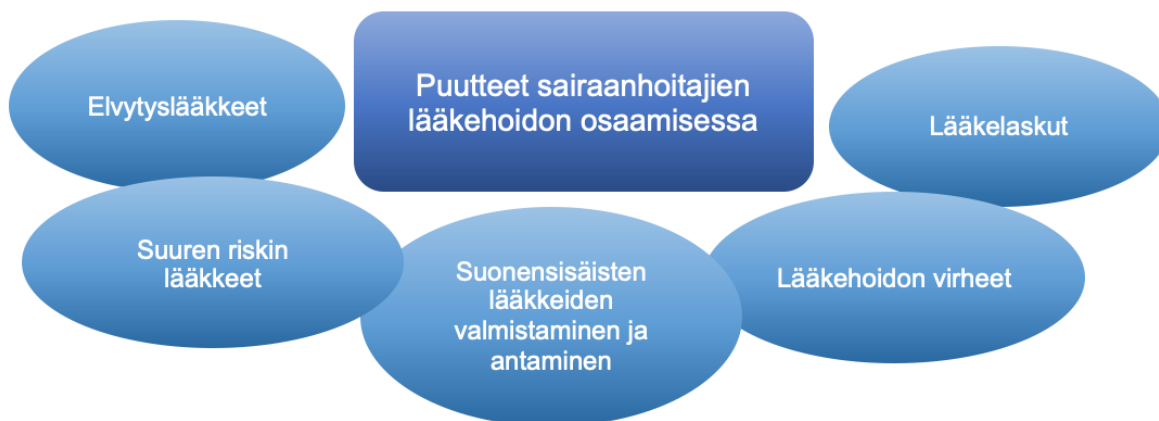 Puutteet sairaanhoitajien
lääkehoidon osaamisessa
Elvytyslääkkeet
Suuren riskin
lääkkeet
Suonensisäisten
lääkkeiden
valmistaminen ja
antaminen
Lääkehoidon virheet
Lääkelaskut